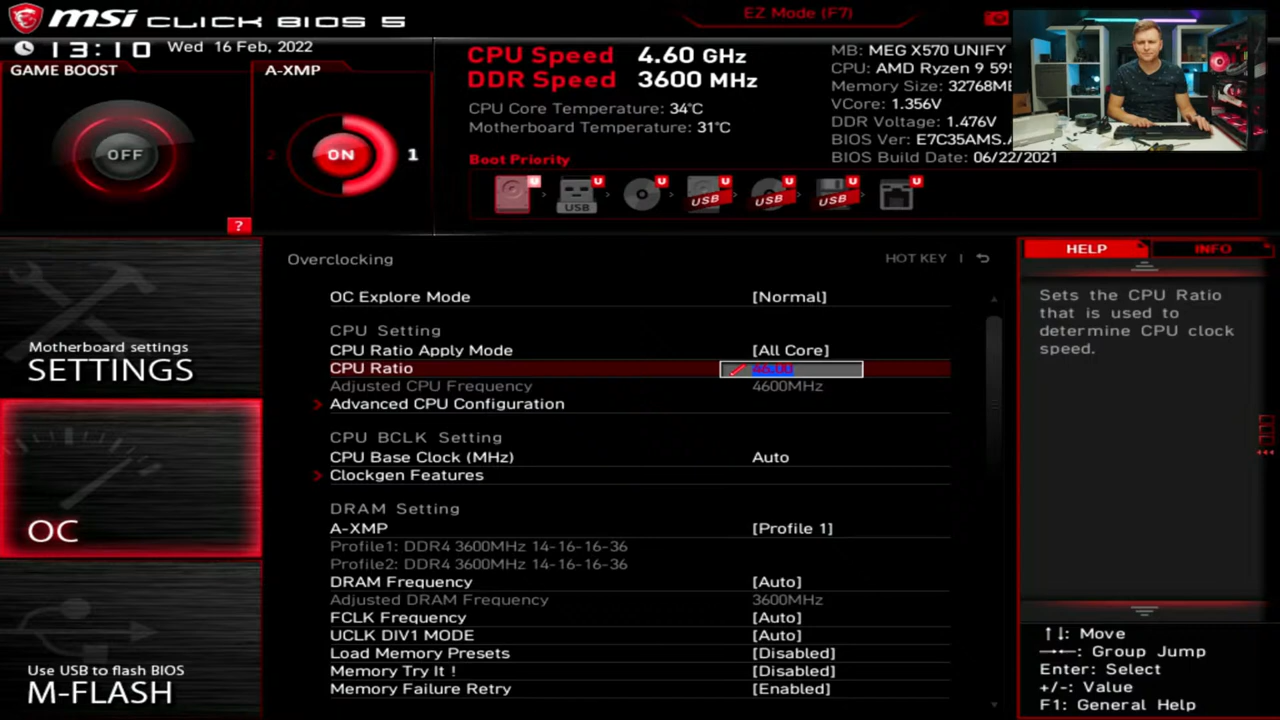 msi CLICK BIOS 5
EZ Mode (F7)
13:10 Wed 16 Feb, 2022
GAME BOOST
OFF
A-XMP
2 ON 1
?
CPU Speed 4.60 GHz
DDR Speed 3600 MHz
CPU Core Temperature: 34°C
Motherboard Temperature: 31°C
MB: MEG X570 UNIFY
CPU: AMD Ryzen 9 595
Memory Size: 32768MB
VCore: 1.356V
DDR Voltage: 1.476V
BIOS Ver: E7C35AMS.
BIOS Build Date: 06/22/2021
Boot Priority
U U U U U U U
USB USB USB USB
Motherboard settings
SETTINGS
OC
Use USB to flash BIOS
M-FLASH
Overclocking
HOT KEY |
OC Explore Mode [Normal]
CPU Setting
CPU Ratio Apply Mode [All Core]
CPU Ratio 46.00
Adjusted CPU Frequency 4600MHz
Advanced CPU Configuration
CPU BCLK Setting
CPU Base Clock (MHz) Auto
Clockgen Features
DRAM Setting
A-XMP [Profile 1]
Profile1: DDR4 3600MHz 14-16-16-36
Profile2: DDR4 3600MHz 14-16-16-36
DRAM Frequency [Auto]
Adjusted DRAM Frequency 3600MHz
FCLK Frequency [Auto]
UCLK DIV1 MODE [Auto]
Load Memory Presets [Disabled]
Memory Try It ! [Disabled]
Memory Failure Retry [Enabled]
HELP
INFO
Sets the CPU Ratio
that is used to
determine CPU clock
speed.
↑↓: Move
→←: Group Jump
Enter: Select
+/-: Value
F1: General Help